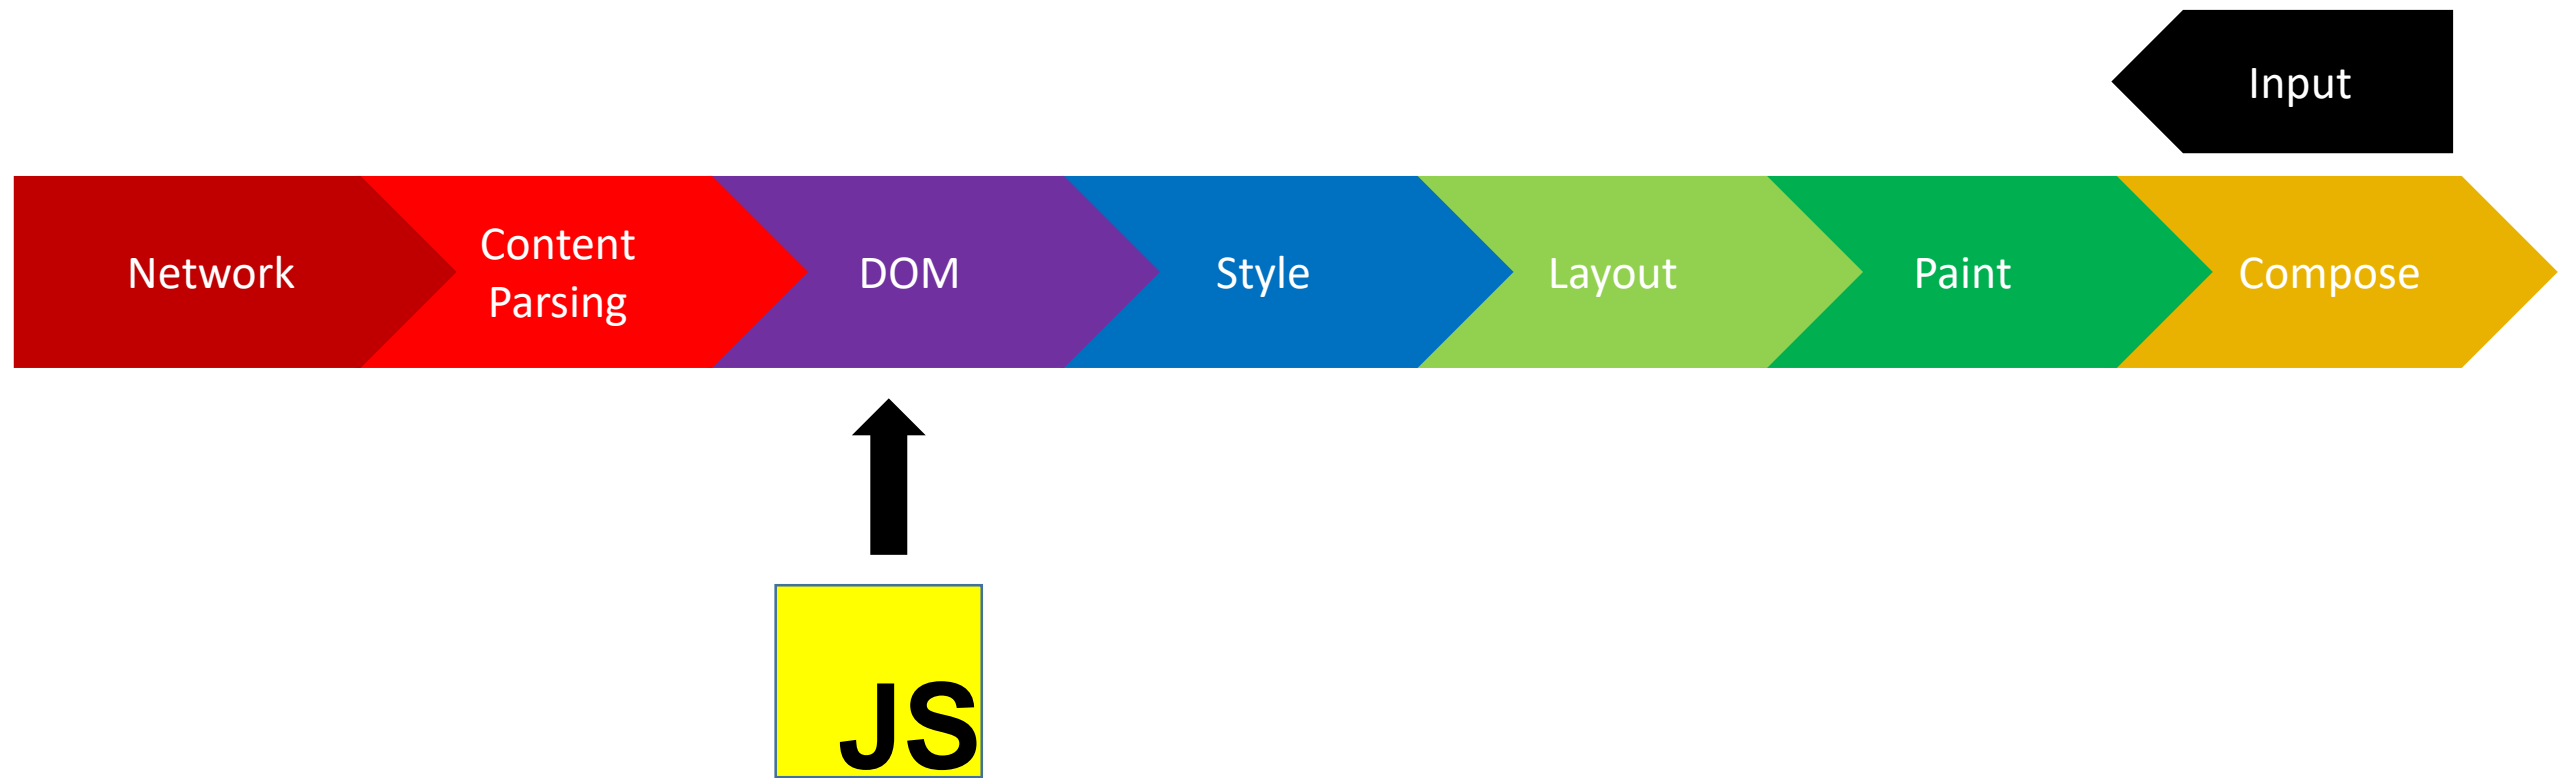 Input
Network
Content
Parsing
DOM
Style
Layout
Paint
Compose
JS